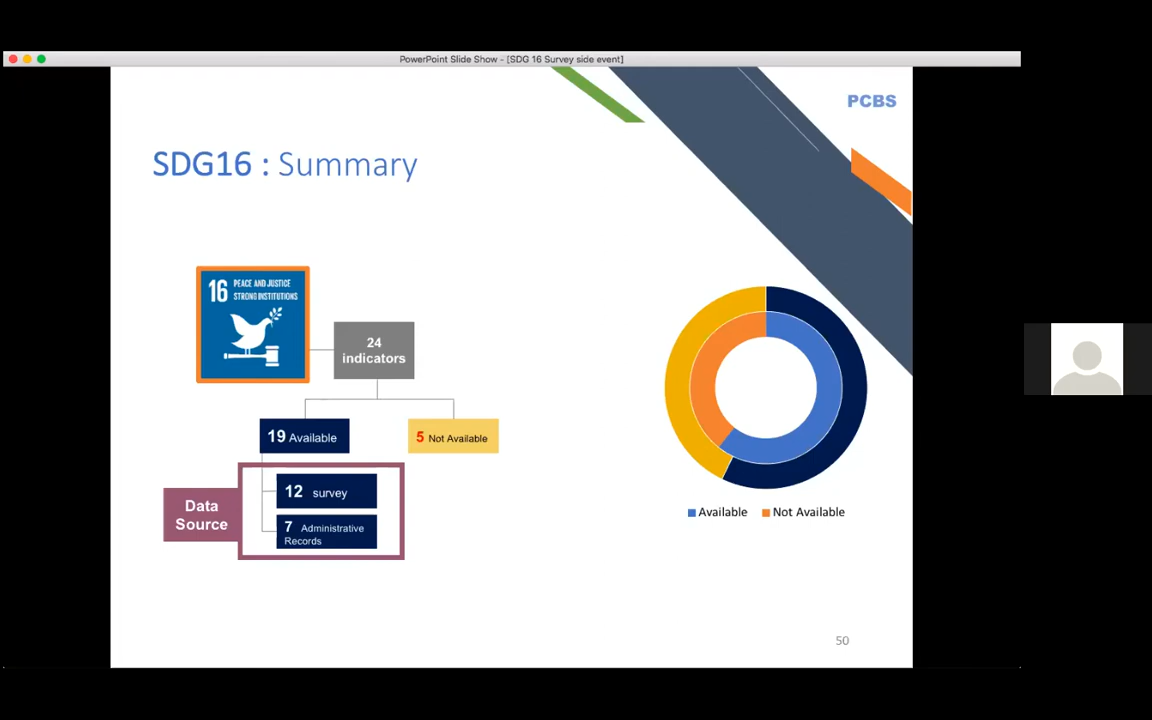 PowerPoint Slide Show - [SDG 16 Survey side event]
PCBS
SDG16 : Summary
16 PEACE AND JUSTICE
STRONG INSTITUTIONS
24
indicators
19 Available
5 Not Available
Data
Source
12 survey
7 Administrative
Records
Available
Not Available
50